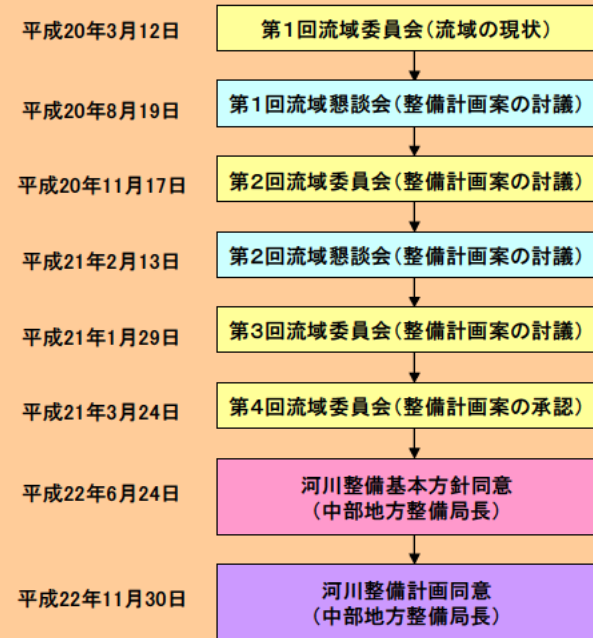 平成20年3月12日
第1回流域委員会(流域の現状)
平成20年8月19日
第1回流域懇談会(整備計画案の討議)
平成20年11月17日
第2回流域委員会(整備計画案の討議)
平成21年2月13日
第2回流域懇談会(整備計画案の討議)
平成21年1月29日
第3回流域委員会(整備計画案の討議)
平成21年3月24日
第4回流域委員会(整備計画案の承認)
平成22年6月24日
河川整備基本方針同意
(中部地方整備局長)
平成22年11月30日
河川整備計画同意
(中部地方整備局長)